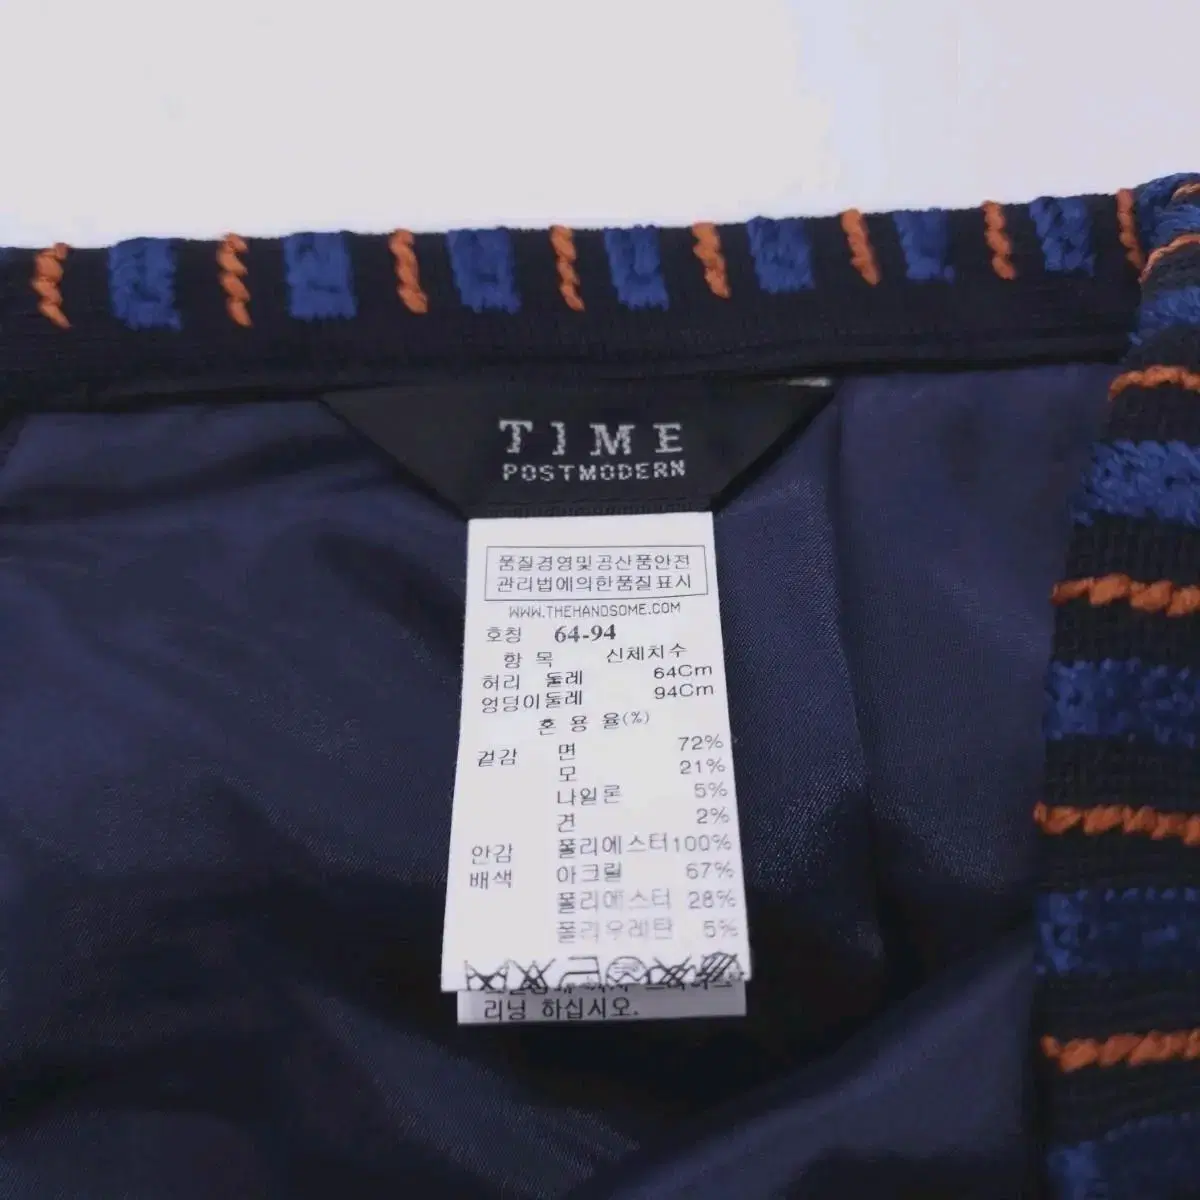 TIME
POSTMODERN
품질경영및공산품안전
관리법에의한품질표시
WWW.THEHANDSOME.COM
호칭 64-94
항 목 신체치수
허리 둘레 64Cm
엉덩이둘레 94Cm
혼 용 율(%)
겉감 면 72%
모 21%
나일론 5%
견 2%
안감 폴리에스터100%
배색 아크릴 67%
폴리에스터 28%
폴리우레탄 5%
리닝 하십시오.